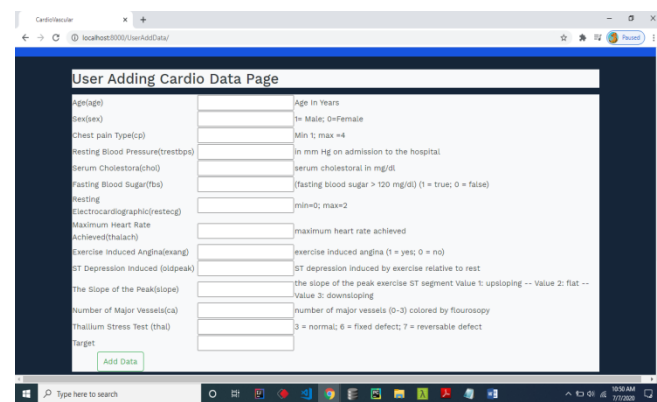 CardioVascular
localhost:8000/UserAddData/
Paused
User Adding Cardio Data Page
Age(age) Age In Years
Sex(sex) 1= Male; 0=Female
Chest pain Type(cp) Min 1; max =4
Resting Blood Pressure(trestbps) in mm Hg on admission to the hospital
Serum Cholestora(chol) serum cholestoral in mg/dl
Fasting Blood Sugar(fbs) (fasting blood sugar > 120 mg/dl) (1 = true; 0 = false)
Resting
Electrocardiographic(restecg) min=0; max=2
Maximum Heart Rate
Achieved(thalach) maximum heart rate achieved
Exercise Induced Angina(exang) exercise induced angina (1 = yes; 0 = no)
ST Depression Induced (oldpeak) ST depression induced by exercise relative to rest
The Slope of the Peak(slope) the slope of the peak exercise ST segment Value 1: upsloping -- Value 2: flat --
Value 3: downsloping
Number of Major Vessels(ca) number of major vessels (0-3) colored by flourosopy
Thallium Stress Test (thal) 3 = normal; 6 = fixed defect; 7 = reversable defect
Target
Add Data
Type here to search
10:50 AM
7/7/2020